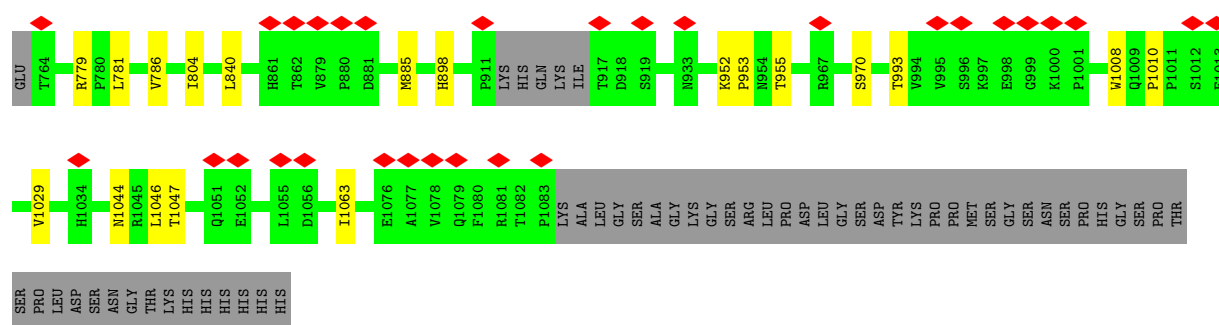 GLU T764 R779 P780 L781 V786 I804 L840 H861 T862 V879 P880 D881 M885 H898 P911 LYS HIS GLN LYS ILE T917 D918 S919 N933 K952 P953 N954 T955 R967 S970 T993 V994 V995 S996 K997 E998 G999 K1000 P1001 W1008 Q1009 P1010 P1011 S1012
V1029 H1034 N1044 R1045 L1046 T1047 Q1051 E1052 L1055 D1056 I1063 E1076 A1077 V1078 Q1079 F1080 R1081 T1082 P1083 LYS ALA LEU GLY SER ALA GLY LYS GLY SER ARG LEU PRO ASP LEU GLY SER ASP TYR LYS PRO PRO MET SER GLY SER ASN SER PRO HIS GLY SER PRO THR
SER PRO LEU ASP SER ASN GLY THR LYS HIS HIS HIS HIS HIS HIS